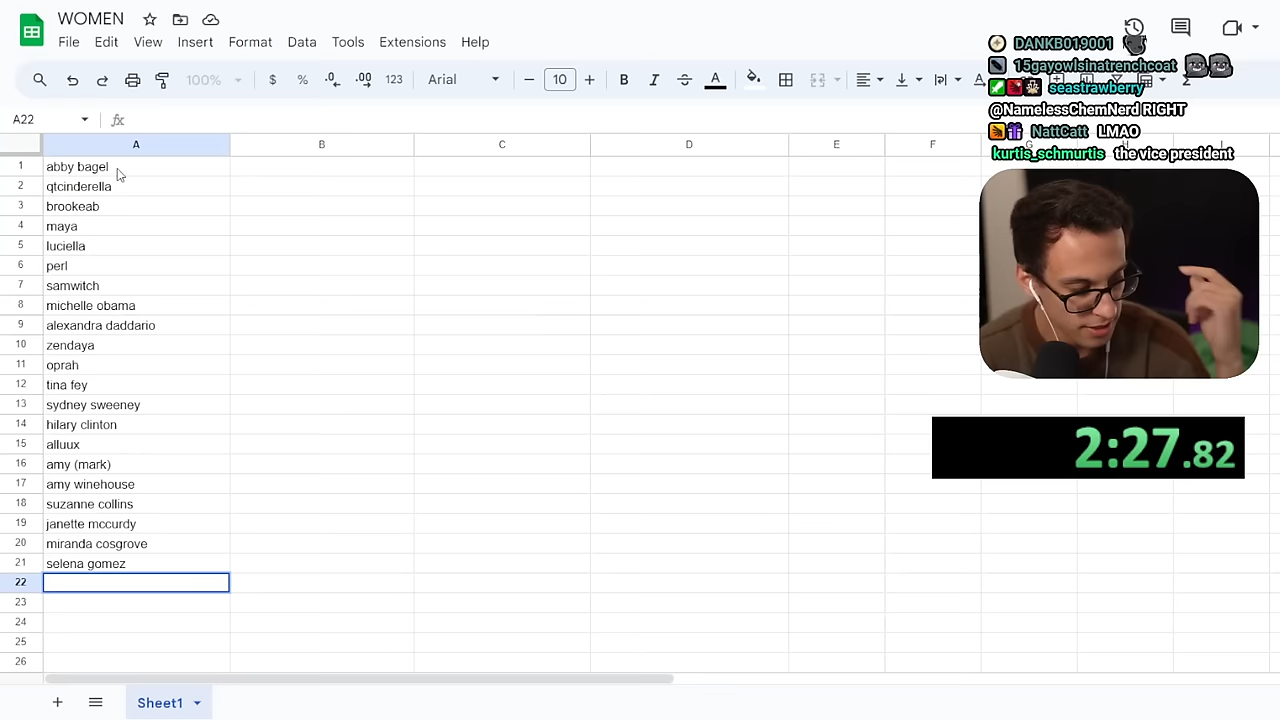 WOMEN
File Edit View Insert Format Data Tools Extensions Help
100% $ % .0 .00 123 Arial 10 B I S A
A22 fx
A B C D E F G H I
1 abby bagel
2 qtcinderella
3 brookeab
4 maya
5 luciella
6 perl
7 samwitch
8 michelle obama
9 alexandra daddario
10 zendaya
11 oprah
12 tina fey
13 sydney sweeney
14 hilary clinton
15 alluux
16 amy (mark)
17 amy winehouse
18 suzanne collins
19 janette mccurdy
20 miranda cosgrove
21 selena gomez
22
23
24
25
26
Sheet1
DANKB019001
15gayowlsinatrenchcoat
seastrawberry
@NamelessChemNerd RIGHT
NattCatt LMAO
kurtis_schmurtis the vice president
2:27.82